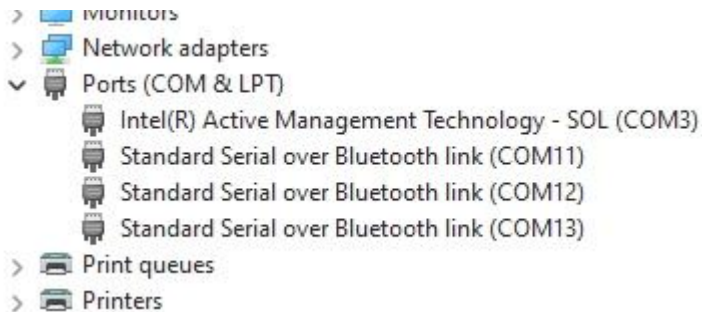 Monitors
Network adapters
Ports (COM & LPT)
Intel(R) Active Management Technology - SOL (COM3)
Standard Serial over Bluetooth link (COM11)
Standard Serial over Bluetooth link (COM12)
Standard Serial over Bluetooth link (COM13)
Print queues
Printers